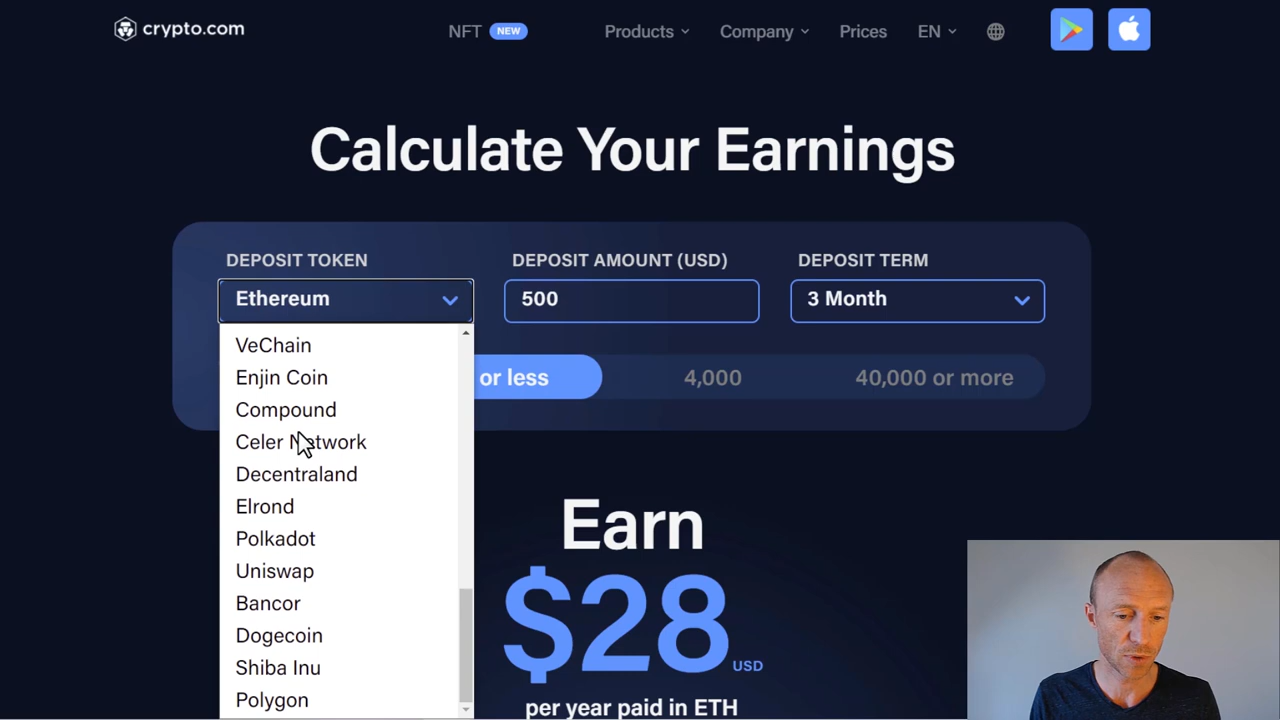 crypto.com
NFT NEW Products Company Prices EN
Calculate Your Earnings
DEPOSIT TOKEN DEPOSIT AMOUNT (USD) DEPOSIT TERM
Ethereum 500 3 Month
or less 4,000 40,000 or more
VeChain
Enjin Coin
Compound
Celer Network
Decentraland
Elrond
Polkadot
Uniswap
Bancor
Dogecoin
Shiba Inu
Polygon
Earn
$28 USD
per year paid in ETH